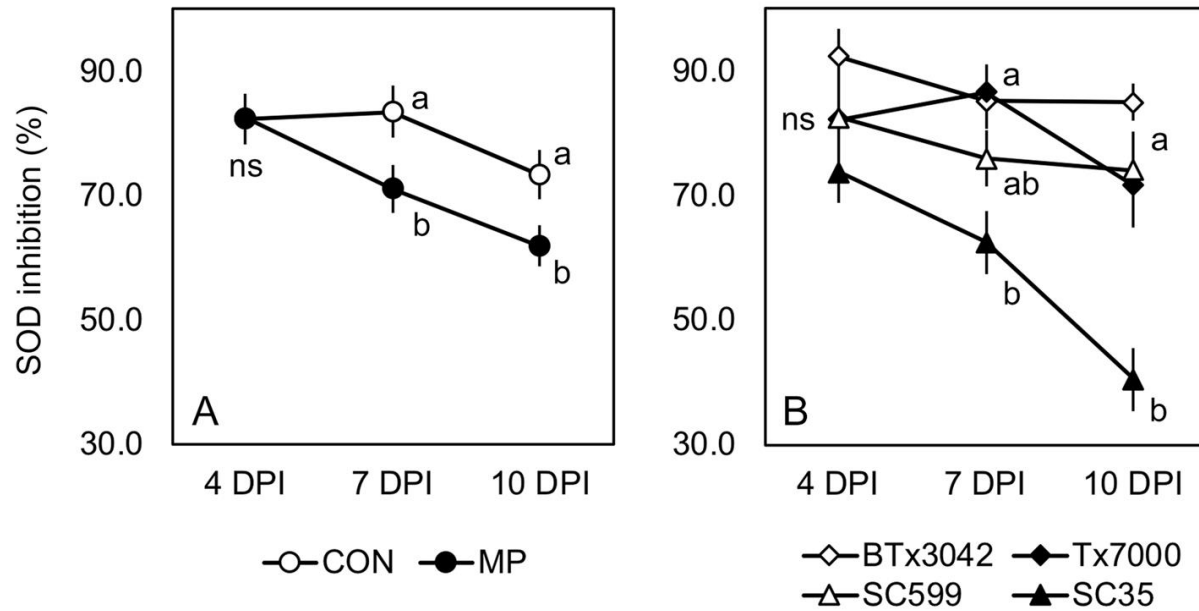 SOD inhibition (%)
90.0
70.0
50.0
30.0
ns
a
b
a
b
A
4 DPI 7 DPI 10 DPI
CON MP
90.0
70.0
50.0
30.0
ns
a
ab
b
a
b
B
4 DPI 7 DPI 10 DPI
BTx3042 Tx7000
SC599 SC35